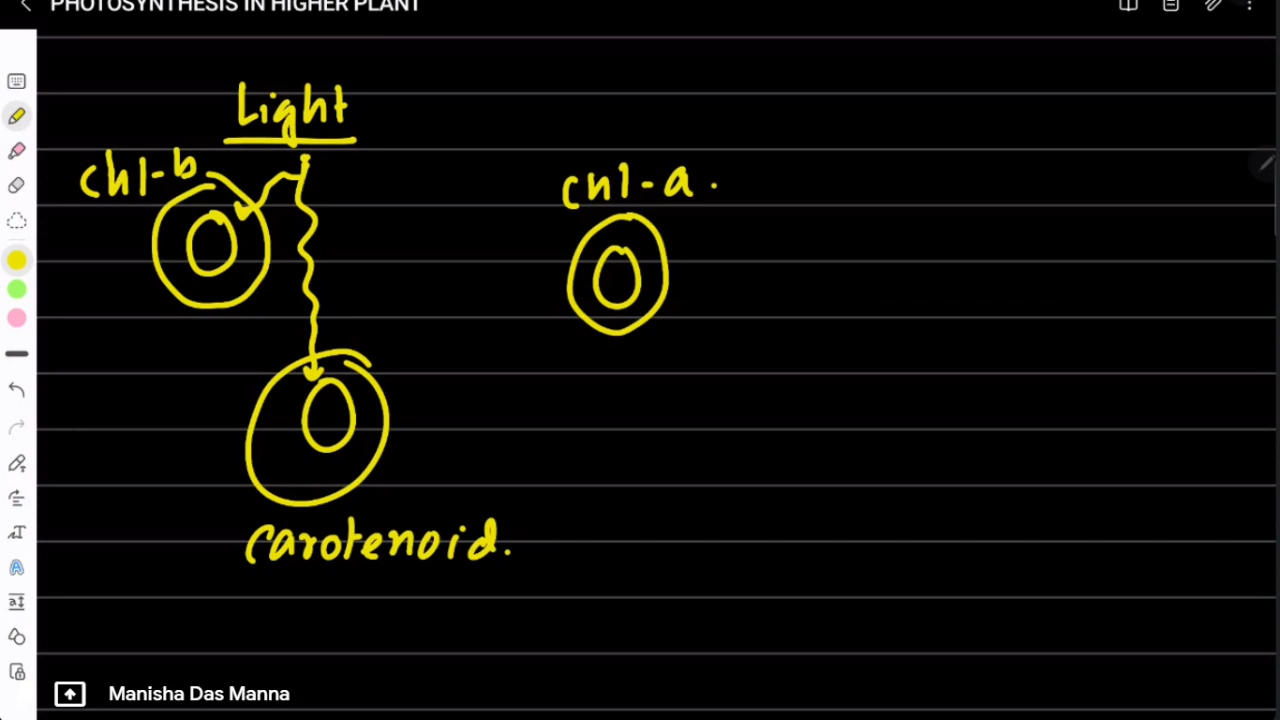 PHOTOSYNTHESIS IN HIGHER PLANT
Light
chl-b
chl-a.
carotenoid.
Manisha Das Manna